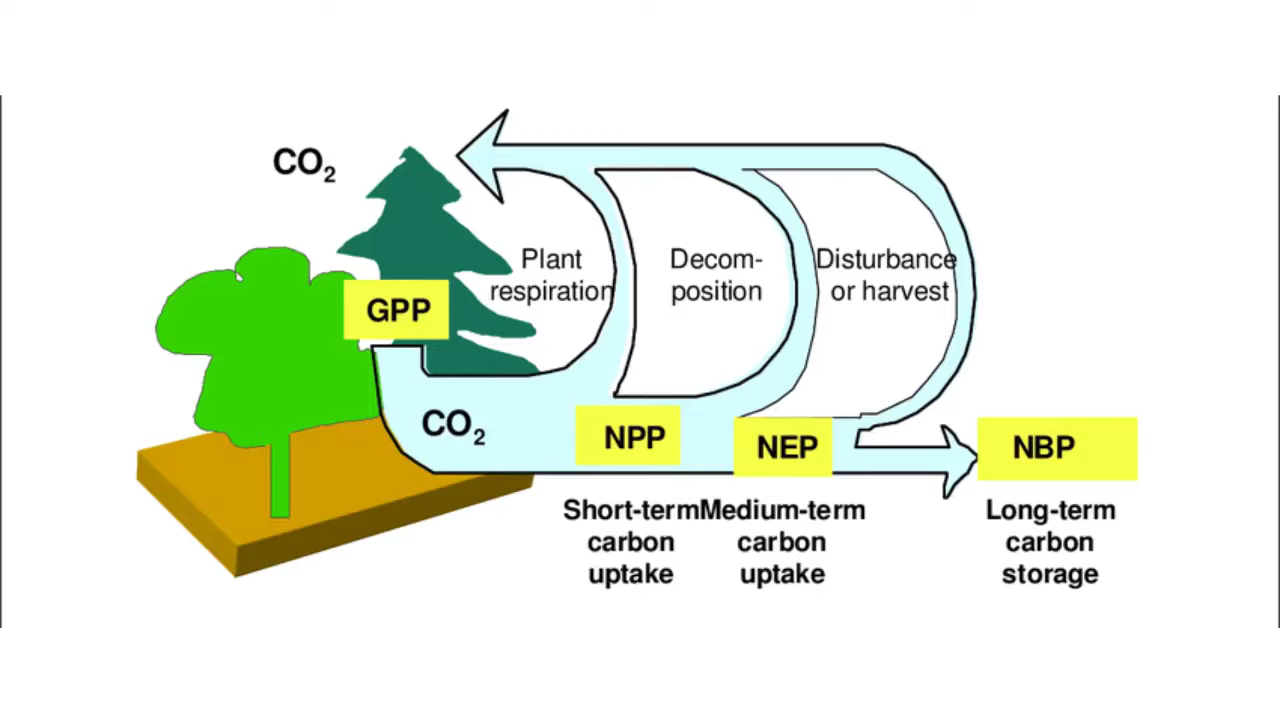 CO₂
Plant
respiration
Decom-
position
Disturbance
or harvest
GPP
CO₂
NPP
NEP
NBP
Short-term
carbon
uptake
Medium-term
carbon
uptake
Long-term
carbon
storage